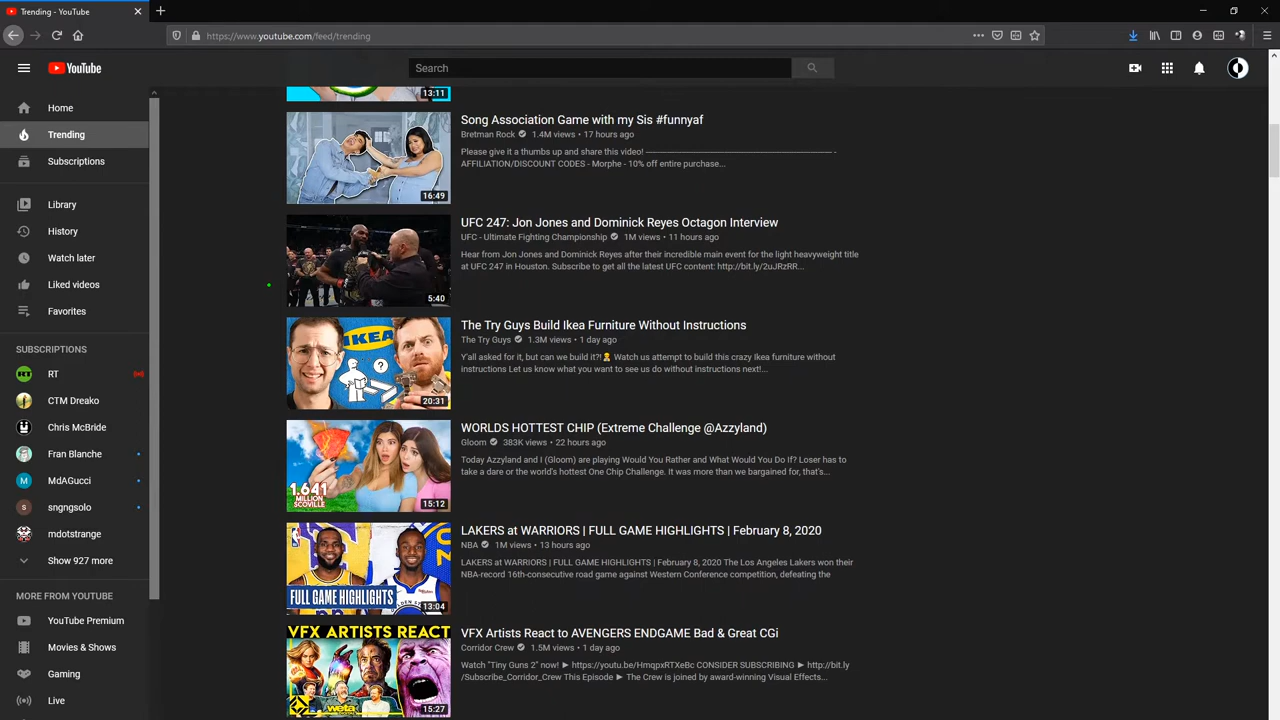 Trending - YouTube
https://www.youtube.com/feed/trending
YouTube
Search
13:11
Home
Trending
Subscriptions
Library
History
Watch later
Liked videos
Favorites
SUBSCRIPTIONS
RT
CTM Dreako
Chris McBride
Fran Blanche
MdAGucci
sngngsolo
mdotstrange
Show 927 more
MORE FROM YOUTUBE
YouTube Premium
Movies & Shows
Gaming
Live
Song Association Game with my Sis #funnyaf
Bretman Rock 1.4M views • 17 hours ago
Please give it a thumbs up and share this video! -
AFFILIATION/DISCOUNT CODES - Morphe - 10% off entire purchase...
16:49
UFC 247: Jon Jones and Dominick Reyes Octagon Interview
UFC - Ultimate Fighting Championship 1M views • 11 hours ago
Hear from Jon Jones and Dominick Reyes after their incredible main event for the light heavyweight title
at UFC 247 in Houston. Subscribe to get all the latest UFC content: http://bit.ly/2uJRzRR...
5:40
The Try Guys Build Ikea Furniture Without Instructions
The Try Guys 1.3M views • 1 day ago
Y'all asked for it, but can we build it?! Watch us attempt to build this crazy Ikea furniture without
instructions Let us know what you want to see us do without instructions next!...
IKEA
?
20:31
WORLDS HOTTEST CHIP (Extreme Challenge @Azzyland)
Gloom 383K views • 22 hours ago
Today Azzyland and I (Gloom) are playing Would You Rather and What Would You Do If? Loser has to
take a dare or the world's hottest One Chip Challenge. It was more than we bargained for, that's...
1.641
MILLION
SCOVILLE
15:12
LAKERS at WARRIORS | FULL GAME HIGHLIGHTS | February 8, 2020
NBA 1M views • 13 hours ago
LAKERS at WARRIORS | FULL GAME HIGHLIGHTS | February 8, 2020 The Los Angeles Lakers won their
NBA-record 16th-consecutive road game against Western Conference competition, defeating the
FULL GAME HIGHLIGHTS
13:04
VFX Artists React to AVENGERS ENDGAME Bad & Great CGi
Corridor Crew 1.5M views • 1 day ago
Watch "Tiny Guns 2" now! ► https://youtu.be/HmqpxRTXeBc CONSIDER SUBSCRIBING ► http://bit.ly
/Subscribe_Corridor_Crew This Episode ► The Crew is joined by award-winning Visual Effects...
VFX ARTISTS REACT
weta
15:27